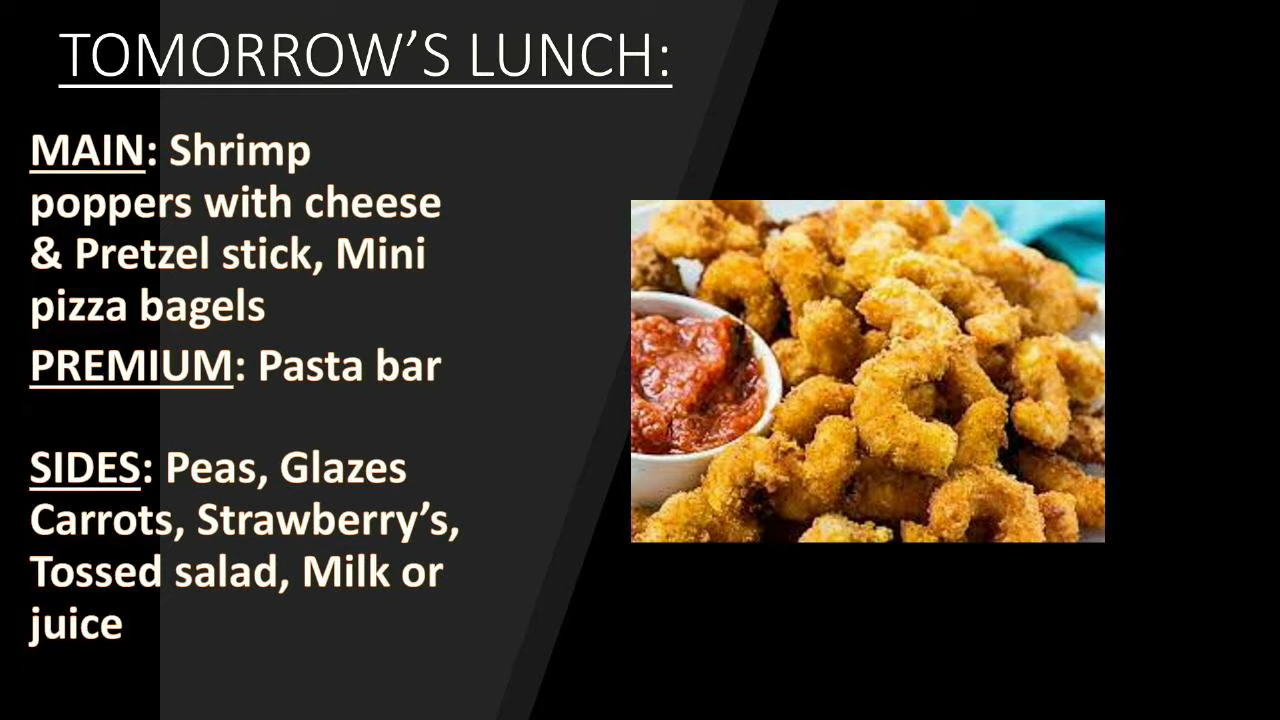 TOMORROW’S LUNCH:
MAIN: Shrimp
poppers with cheese
& Pretzel stick, Mini
pizza bagels
PREMIUM: Pasta bar
SIDES: Peas, Glazes
Carrots, Strawberry’s,
Tossed salad, Milk or
juice